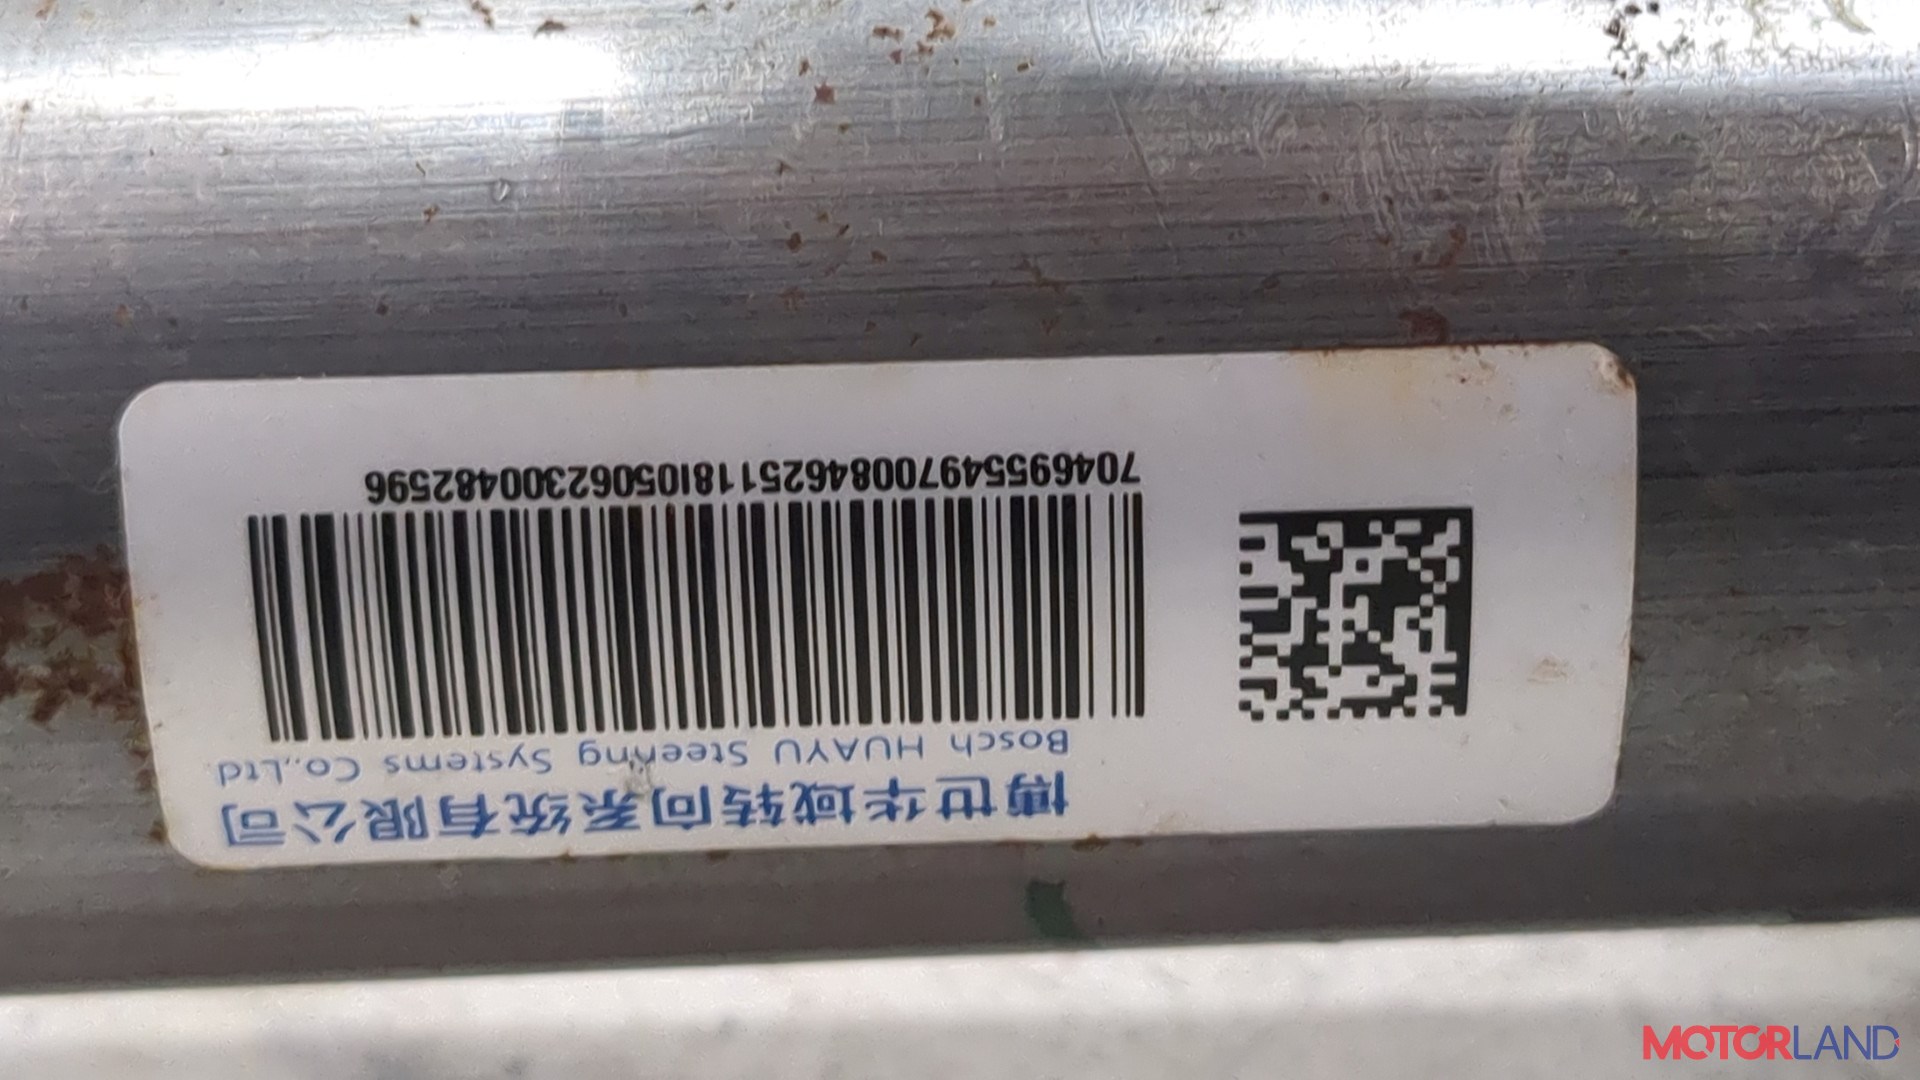 博世华域转向系统有限公司
Bosch HUAYU Steering Systems Co.,Ltd
70469554970084625118I05062300482596
MOTORLAND